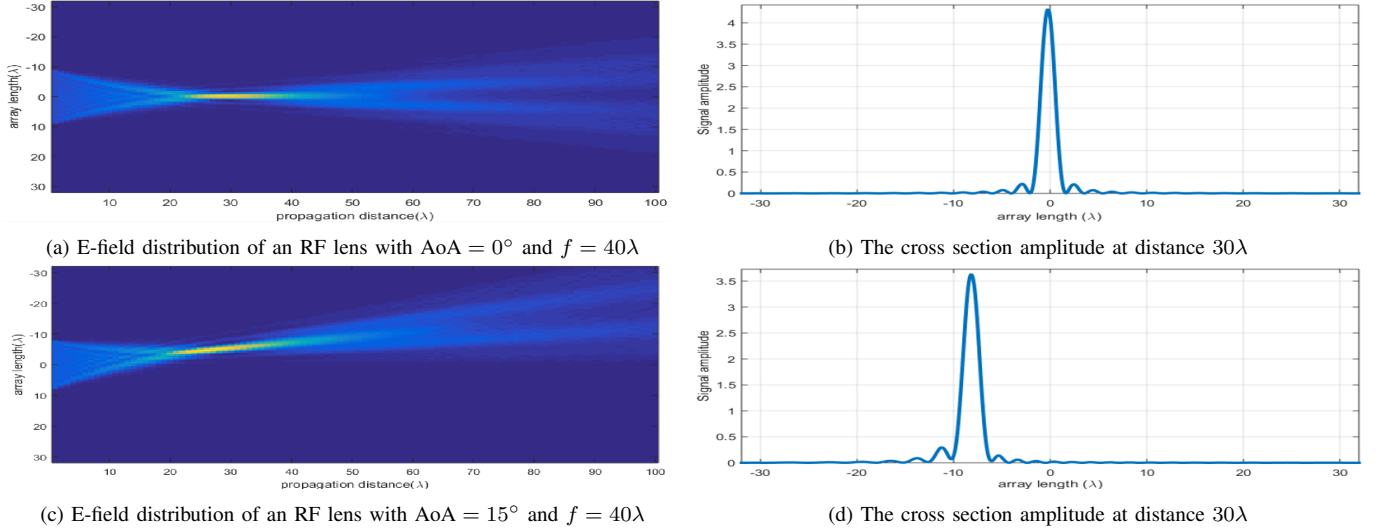 -30
-20
-10
0
10
20
30
array length(λ)
10 20 30 40 50 60 70 80 90 100
propagation distance(λ)
(a) E-field distribution of an RF lens with AoA = 0° and f = 40λ
4
3.5
3
2.5
2
1.5
1
0.5
0
Signal amplitude
-30 -20 -10 0 10 20 30
array length (λ)
(b) The cross section amplitude at distance 30λ
-30
-20
-10
0
10
20
30
array length(λ)
10 20 30 40 50 60 70 80 90 100
propagation distance(λ)
(c) E-field distribution of an RF lens with AoA = 15° and f = 40λ
3.5
3
2.5
2
1.5
1
0.5
0
Signal amplitude
-30 -20 -10 0 10 20 30
array length (λ)
(d) The cross section amplitude at distance 30λ